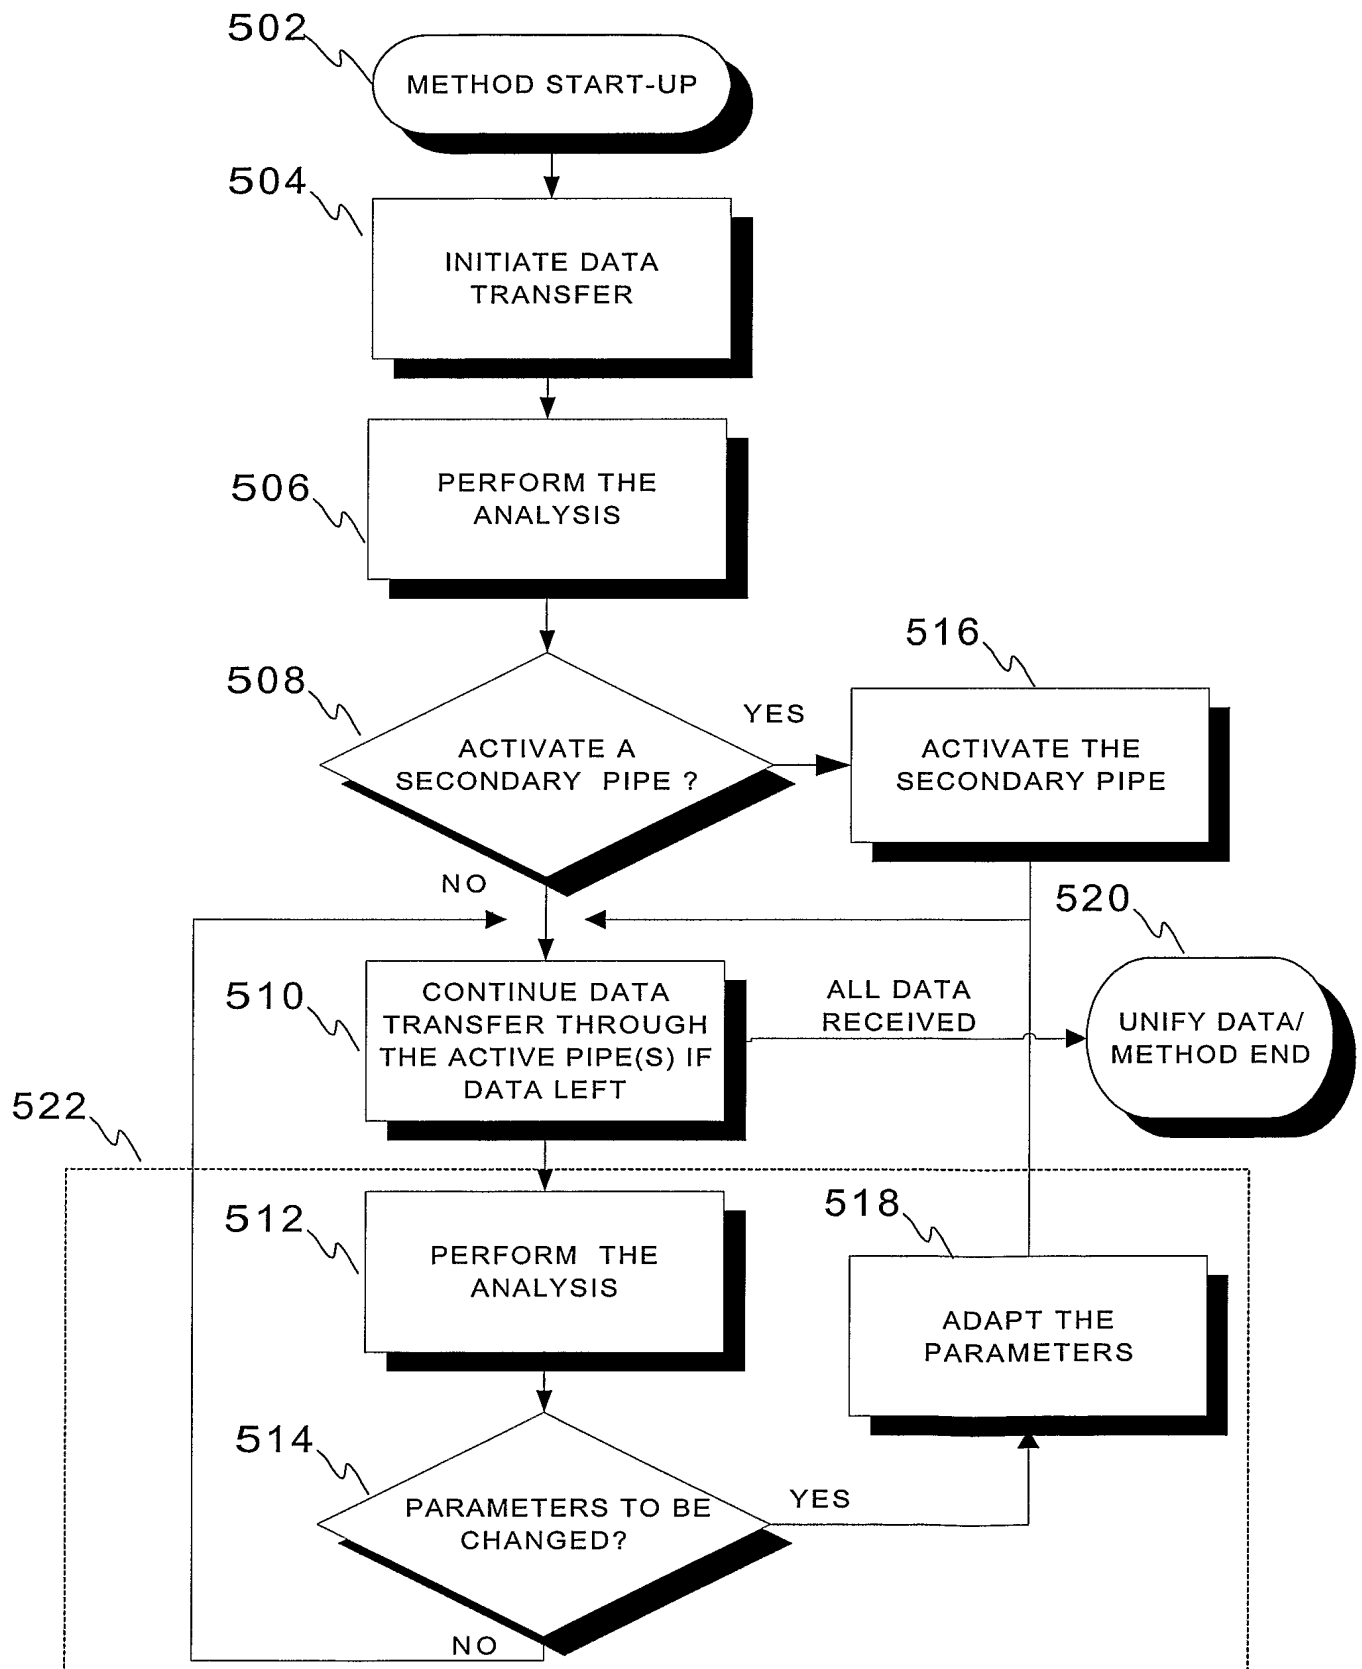 502
METHOD START-UP
504
INITIATE DATA
TRANSFER
506
PERFORM THE
ANALYSIS
508
ACTIVATE A
SECONDARY PIPE ?
YES
516
ACTIVATE THE
SECONDARY PIPE
NO
520
510
CONTINUE DATA
TRANSFER THROUGH
THE ACTIVE PIPE(S) IF
DATA LEFT
ALL DATA
RECEIVED
UNIFY DATA/
METHOD END
522
512
PERFORM THE
ANALYSIS
518
ADAPT THE
PARAMETERS
514
PARAMETERS TO BE
CHANGED?
YES
NO